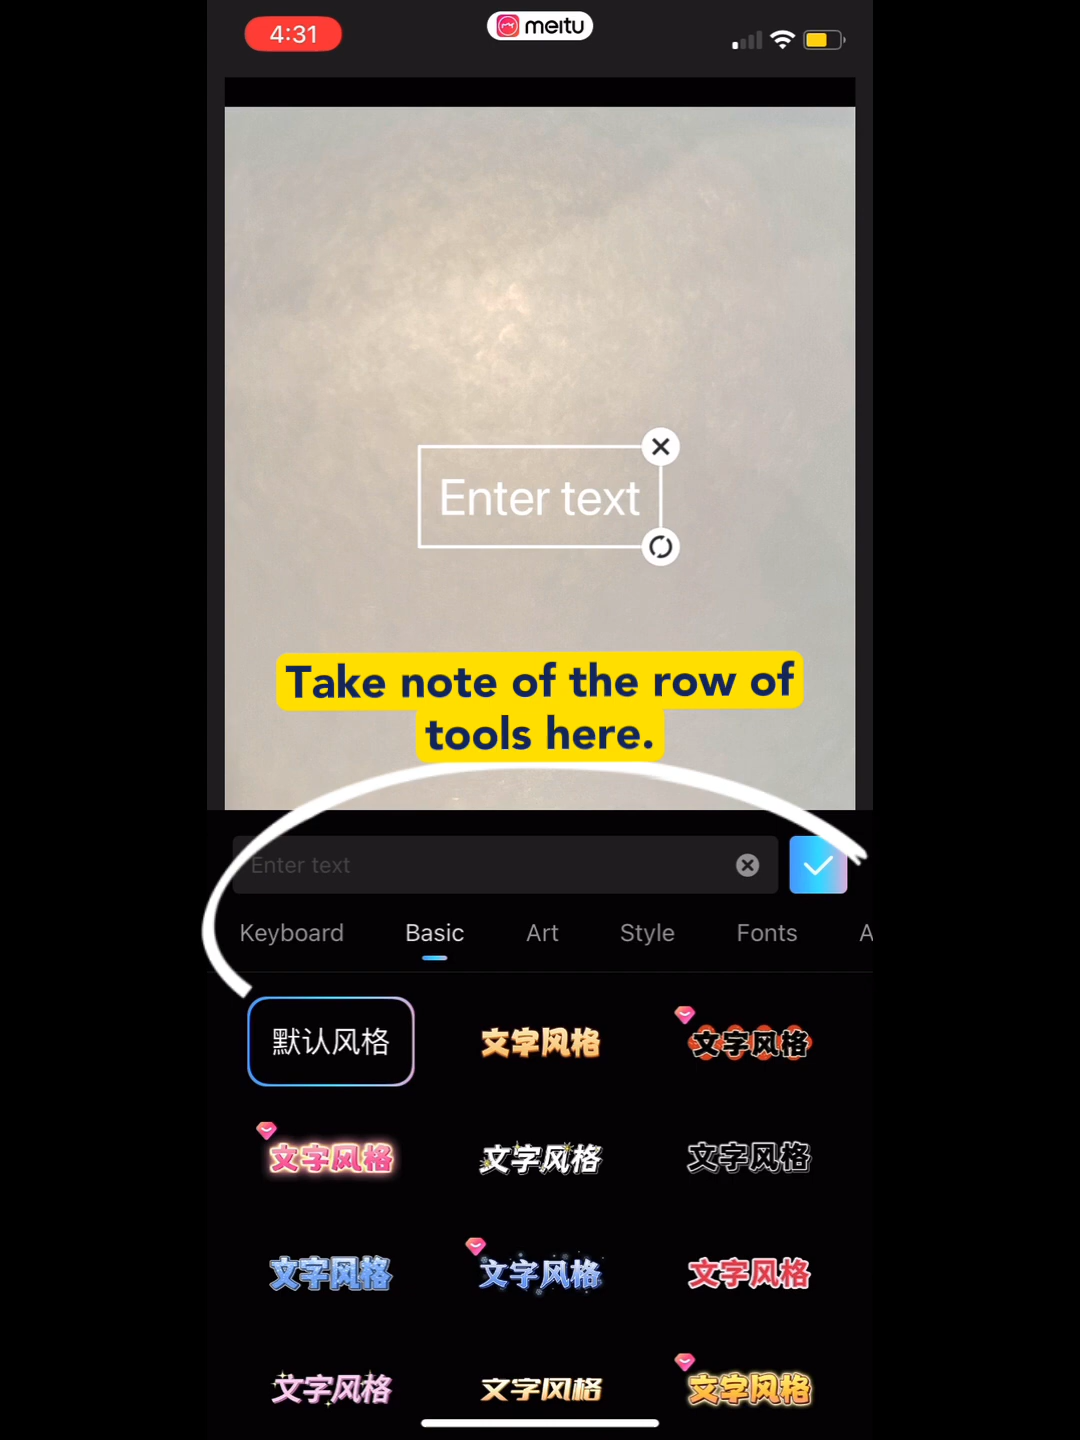 4:31
meitu
Enter text
Take note of the row of
tools here.
Enter text
Keyboard Basic Art Style Fonts A
默认风格 文字风格 文字风格
文字风格 文字风格 文字风格
文字风格 文字风格 文字风格
文字风格 文字风格 文字风格